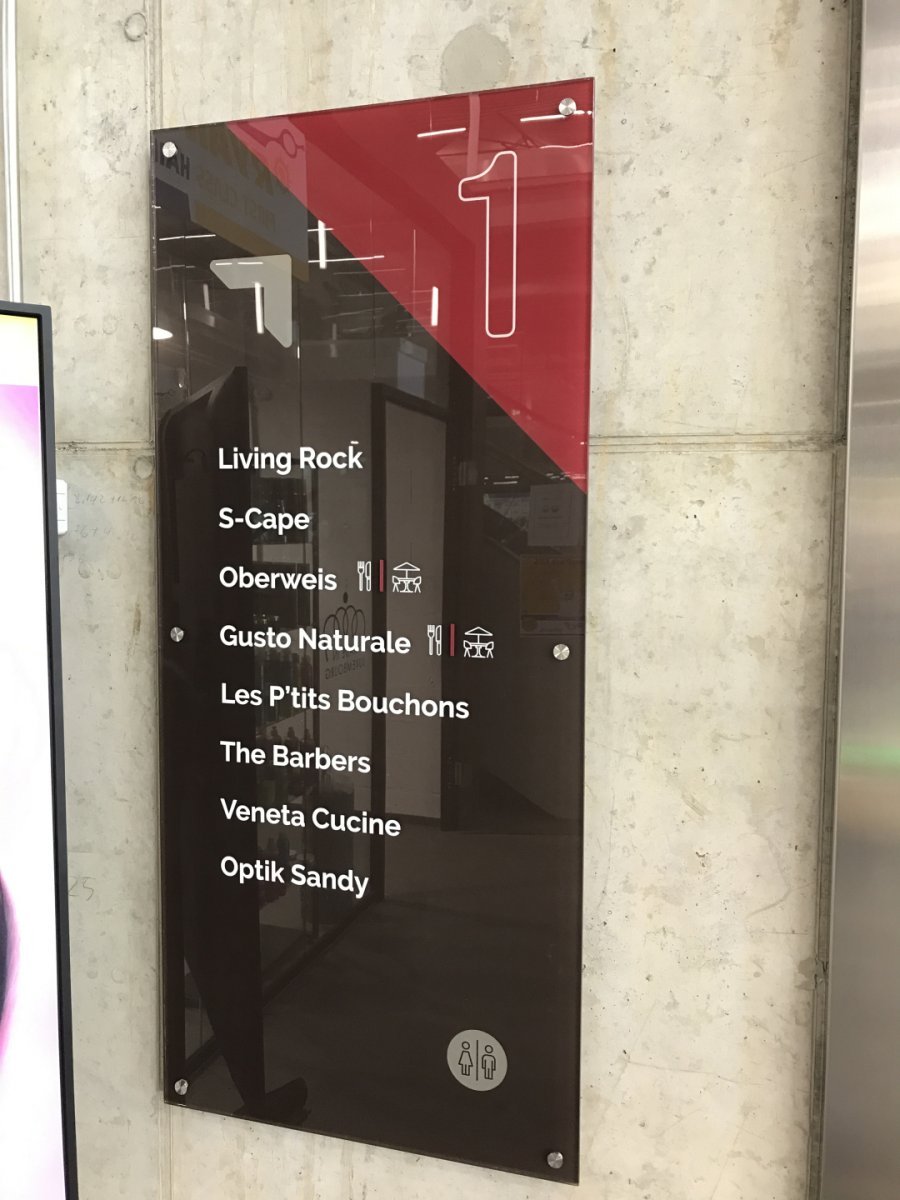 1
Living Rock̄
S-Cape
Oberweis
Gusto Naturale
Les P'tits Bouchons
The Barbers
Veneta Cucine
Optik Sandy